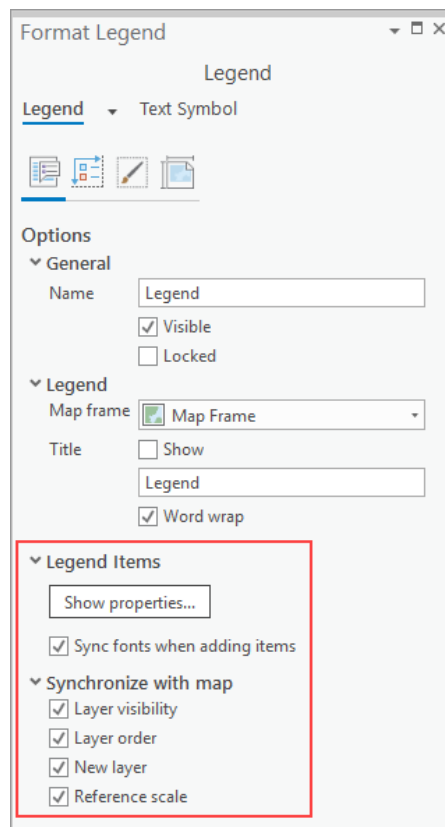 Format Legend
Legend
Legend Text Symbol
Options
General
Name Legend
Visible
Locked
Legend
Map frame Map Frame
Title Show
Legend
Word wrap
Legend Items
Show properties...
Sync fonts when adding items
Synchronize with map
Layer visibility
Layer order
New layer
Reference scale